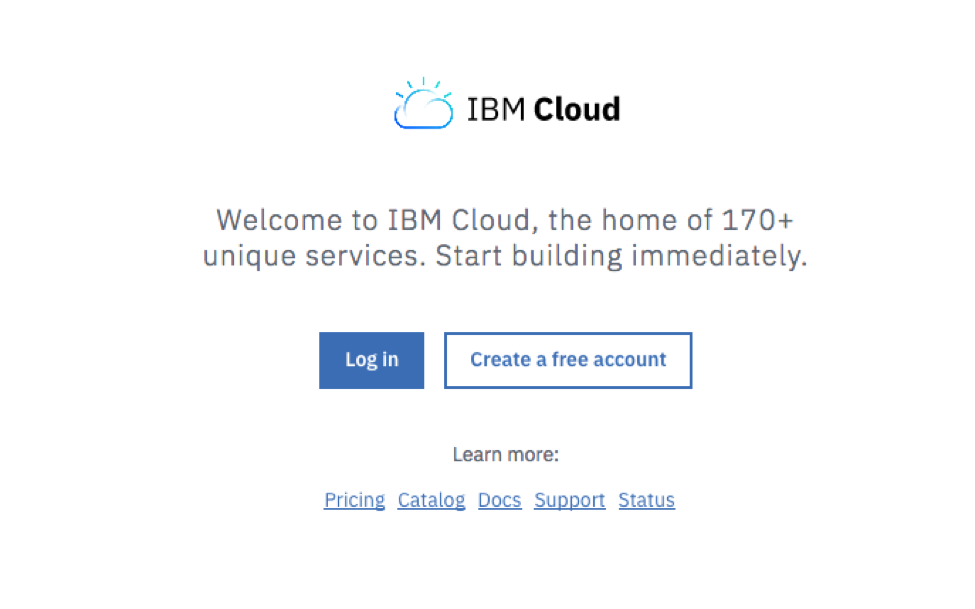 IBM Cloud
Welcome to IBM Cloud, the home of 170+
unique services. Start building immediately.
Log in
Create a free account
Learn more:
Pricing Catalog Docs Support Status